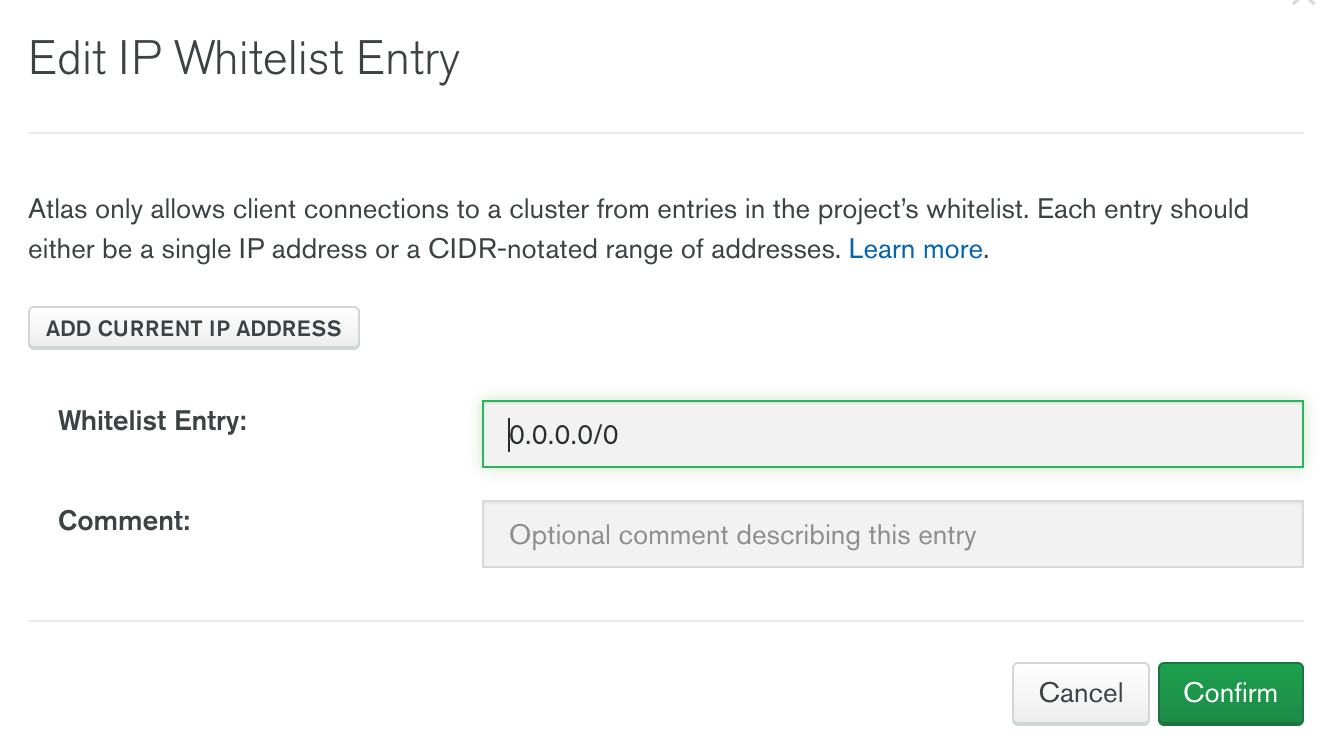 Edit IP Whitelist Entry
Atlas only allows client connections to a cluster from entries in the project’s whitelist. Each entry should
either be a single IP address or a CIDR-notated range of addresses. Learn more.
ADD CURRENT IP ADDRESS
Whitelist Entry:
0.0.0.0/0
Comment:
Optional comment describing this entry
Cancel
Confirm